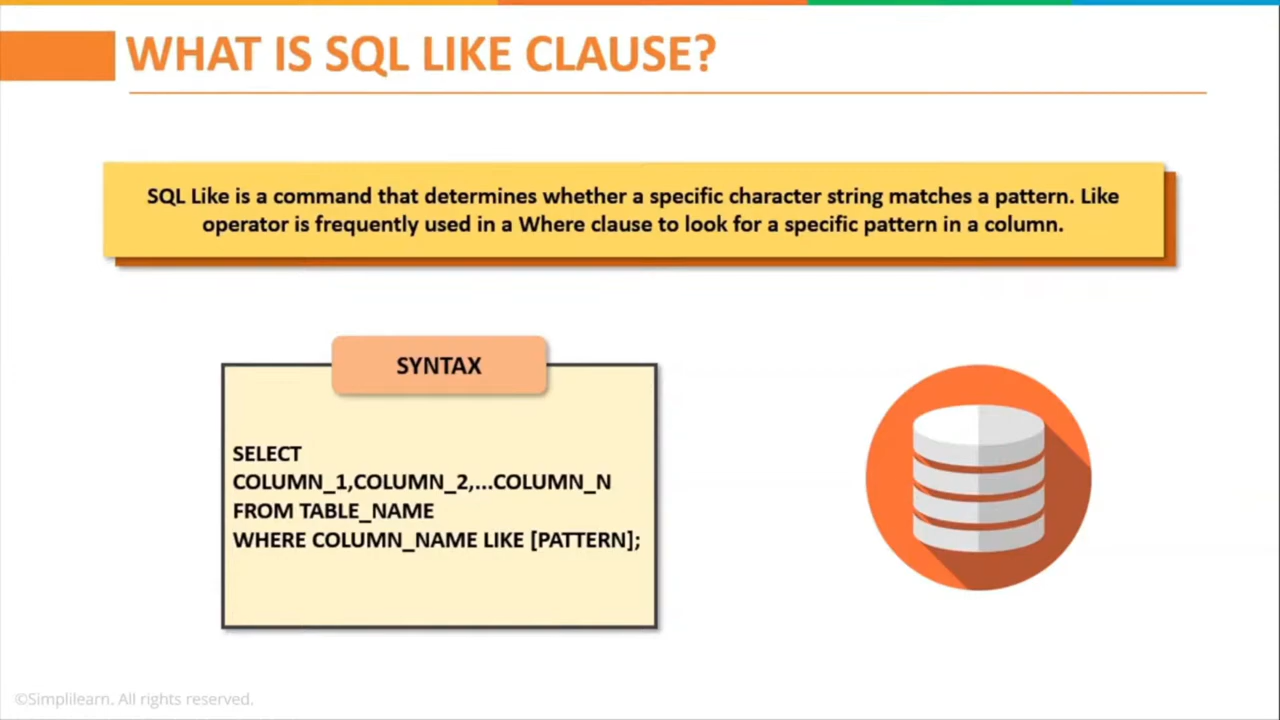 WHAT IS SQL LIKE CLAUSE?
SQL Like is a command that determines whether a specific character string matches a pattern. Like
operator is frequently used in a Where clause to look for a specific pattern in a column.
SYNTAX
SELECT
COLUMN_1,COLUMN_2,...COLUMN_N
FROM TABLE_NAME
WHERE COLUMN_NAME LIKE [PATTERN];
©Simplilearn. All rights reserved.